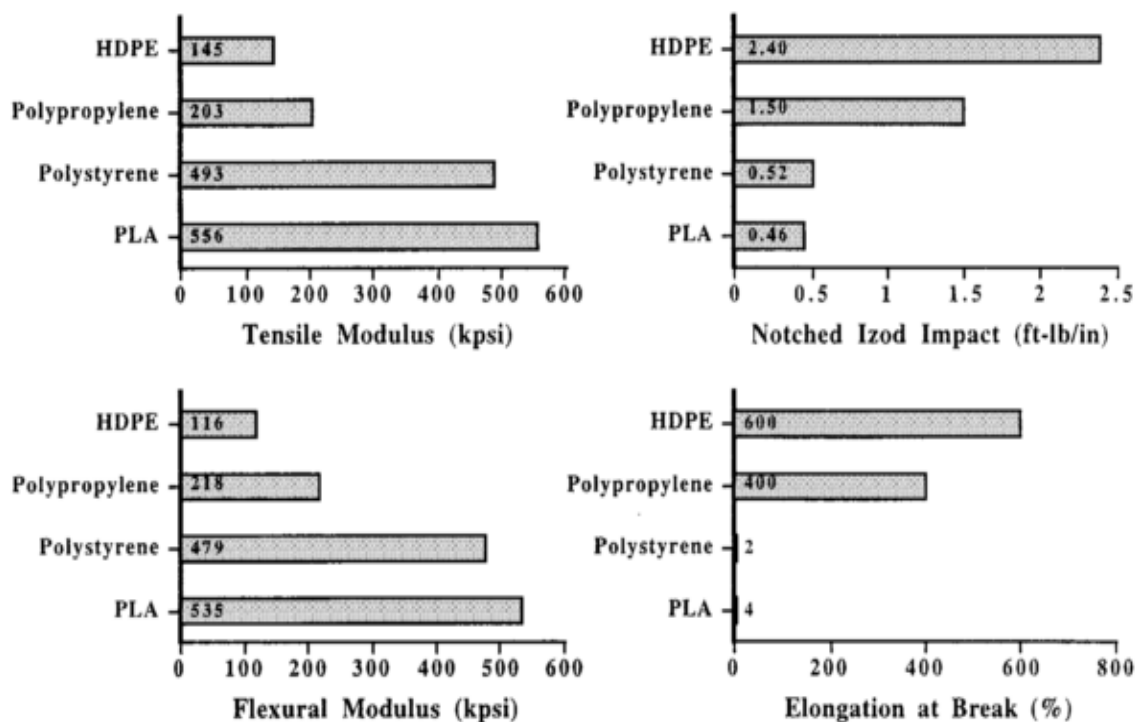 HDPE 145
Polypropylene 203
Polystyrene 493
PLA 556
0 100 200 300 400 500 600
Tensile Modulus (kpsi)
HDPE 2.40
Polypropylene 1.50
Polystyrene 0.52
PLA 0.46
0 0.5 1 1.5 2 2.5
Notched Izod Impact (ft-lb/in)
HDPE 116
Polypropylene 218
Polystyrene 479
PLA 535
0 100 200 300 400 500 600
Flexural Modulus (kpsi)
HDPE 600
Polypropylene 400
Polystyrene 2
PLA 4
0 200 400 600 800
Elongation at Break (%)